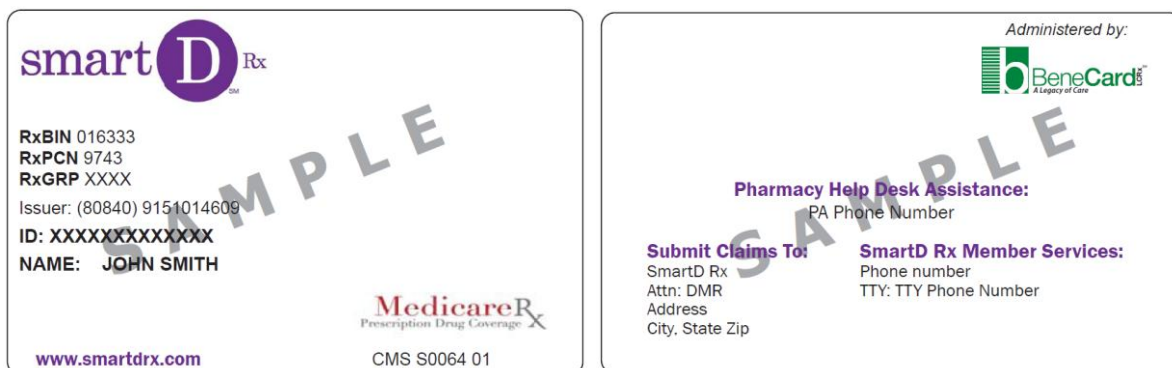 smart D Rx
SM
RxBIN 016333
RxPCN 9743
RxGRP XXXX
Issuer: (80840) 9151014609
ID: XXXXXXXXXXXXX
NAME: JOHN SMITH
SAMPLE
MedicareRx
Prescription Drug Coverage
www.smartdrx.com
CMS S0064 01
Administered by:
b BeneCard
A Legacy of Care
SAMPLE
Pharmacy Help Desk Assistance:
PA Phone Number
Submit Claims To:
SmartD Rx
Attn: DMR
Address
City, State Zip
SmartD Rx Member Services:
Phone number
TTY: TTY Phone Number